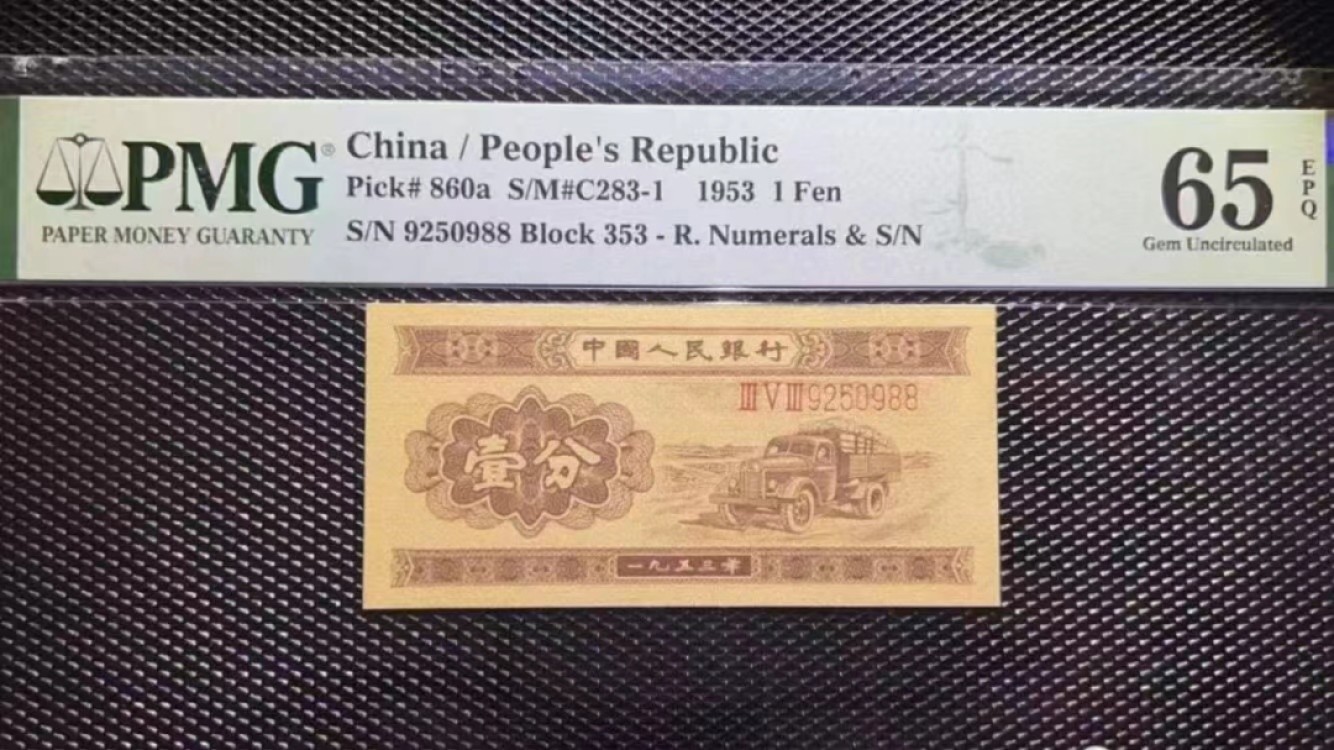 PMG®
PAPER MONEY GUARANTY
China / People's Republic
Pick# 860a S/M#C283-1 1953 1 Fen
S/N 9250988 Block 353 - R. Numerals & S/N
65
EPQ
Gem Uncirculated
中國人民銀行
ⅢⅤⅢ9250988
壹分
一九五三年